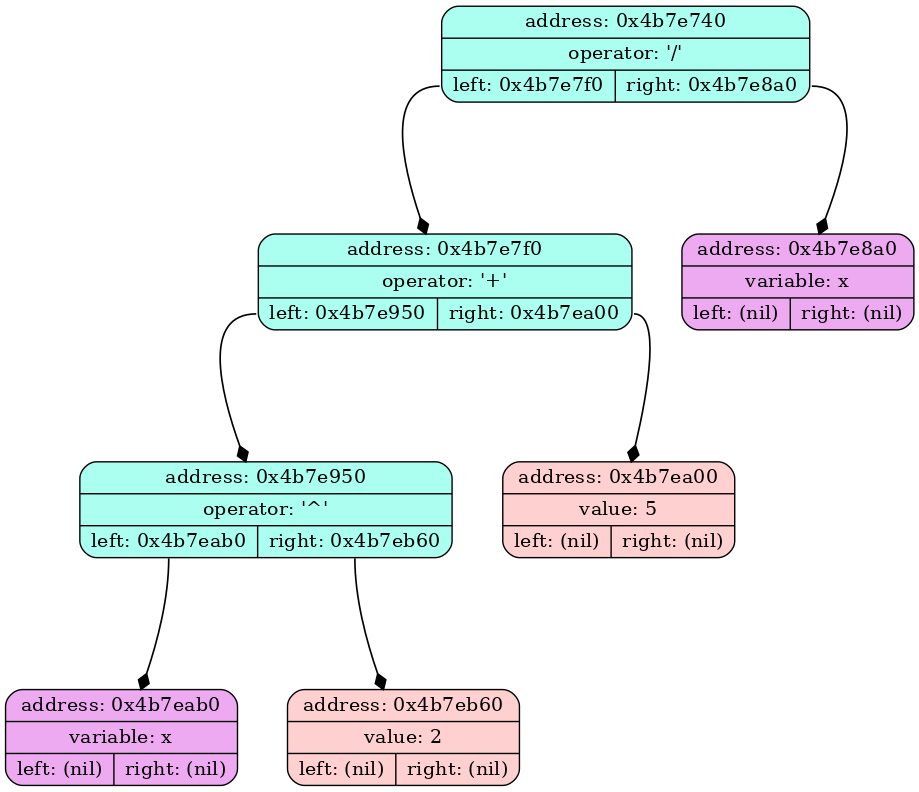 address: 0x4b7e740
operator: '/'
left: 0x4b7e7f0 right: 0x4b7e8a0
address: 0x4b7e7f0
operator: '+'
left: 0x4b7e950 right: 0x4b7ea00
address: 0x4b7e8a0
variable: x
left: (nil) right: (nil)
address: 0x4b7e950
operator: '^'
left: 0x4b7eab0 right: 0x4b7eb60
address: 0x4b7ea00
value: 5
left: (nil) right: (nil)
address: 0x4b7eab0
variable: x
left: (nil) right: (nil)
address: 0x4b7eb60
value: 2
left: (nil) right: (nil)